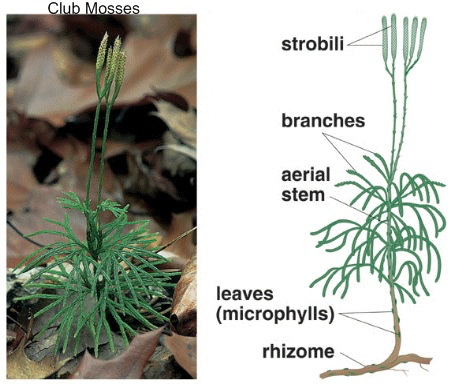 Club Mosses
strobili
branches
aerial
stem
leaves
(microphylls)
rhizome